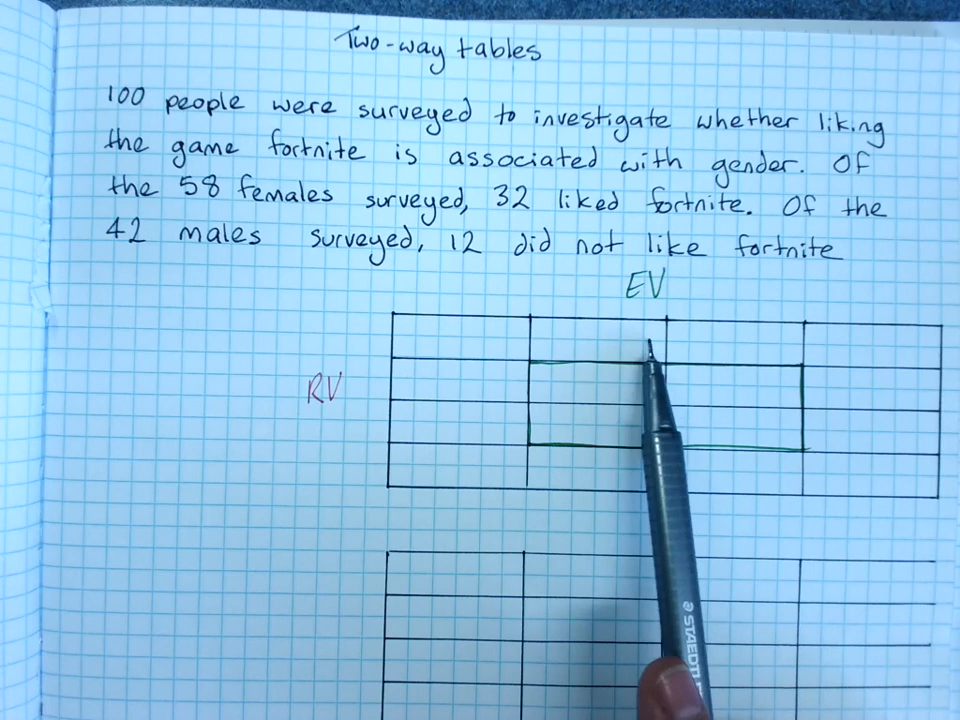 Two-way tables
100 people were surveyed to investigate whether liking
the game fortnite is associated with gender. Of
the 58 females surveyed, 32 liked fortnite. Of the
42 males surveyed, 12 did not like fortnite
EV
RV